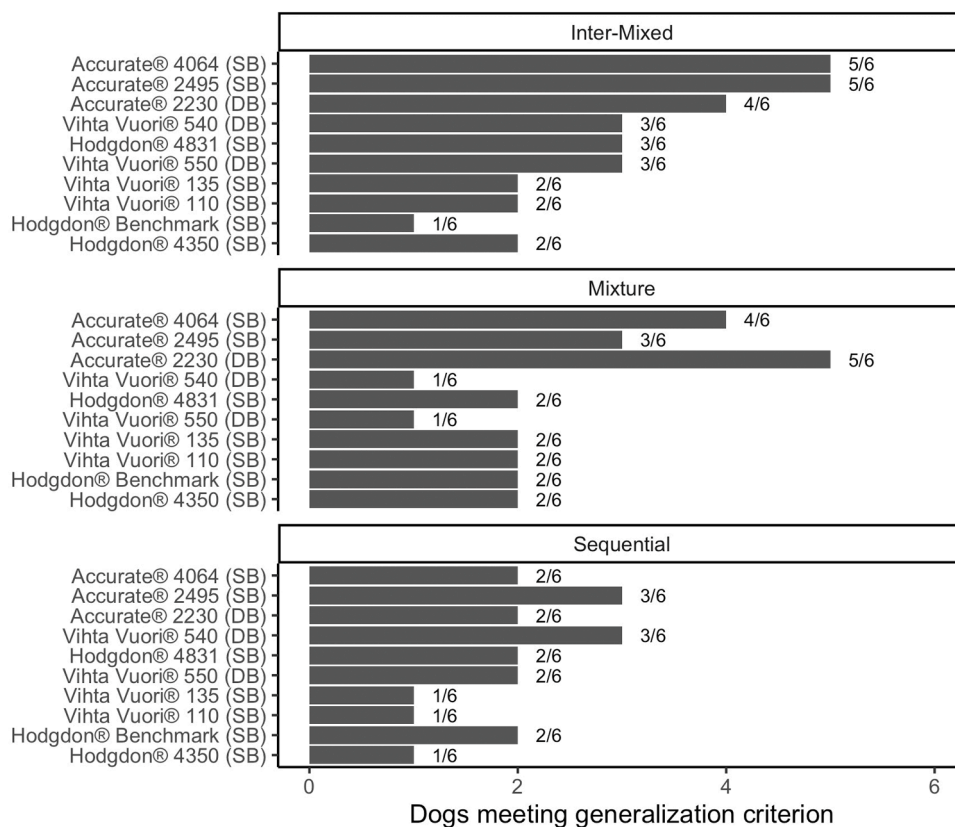 Inter-Mixed
Accurate® 4064 (SB) 5/6
Accurate® 2495 (SB) 5/6
Accurate® 2230 (DB) 4/6
Vihta Vuori® 540 (DB) 3/6
Hodgdon® 4831 (SB) 3/6
Vihta Vuori® 550 (DB) 3/6
Vihta Vuori® 135 (SB) 2/6
Vihta Vuori® 110 (SB) 2/6
Hodgdon® Benchmark (SB) 1/6
Hodgdon® 4350 (SB) 2/6
Mixture
Accurate® 4064 (SB) 4/6
Accurate® 2495 (SB) 3/6
Accurate® 2230 (DB) 5/6
Vihta Vuori® 540 (DB) 1/6
Hodgdon® 4831 (SB) 2/6
Vihta Vuori® 550 (DB) 1/6
Vihta Vuori® 135 (SB) 2/6
Vihta Vuori® 110 (SB) 2/6
Hodgdon® Benchmark (SB) 2/6
Hodgdon® 4350 (SB) 2/6
Sequential
Accurate® 4064 (SB) 2/6
Accurate® 2495 (SB) 3/6
Accurate® 2230 (DB) 2/6
Vihta Vuori® 540 (DB) 3/6
Hodgdon® 4831 (SB) 2/6
Vihta Vuori® 550 (DB) 2/6
Vihta Vuori® 135 (SB) 1/6
Vihta Vuori® 110 (SB) 1/6
Hodgdon® Benchmark (SB) 2/6
Hodgdon® 4350 (SB) 1/6
0 2 4 6
Dogs meeting generalization criterion